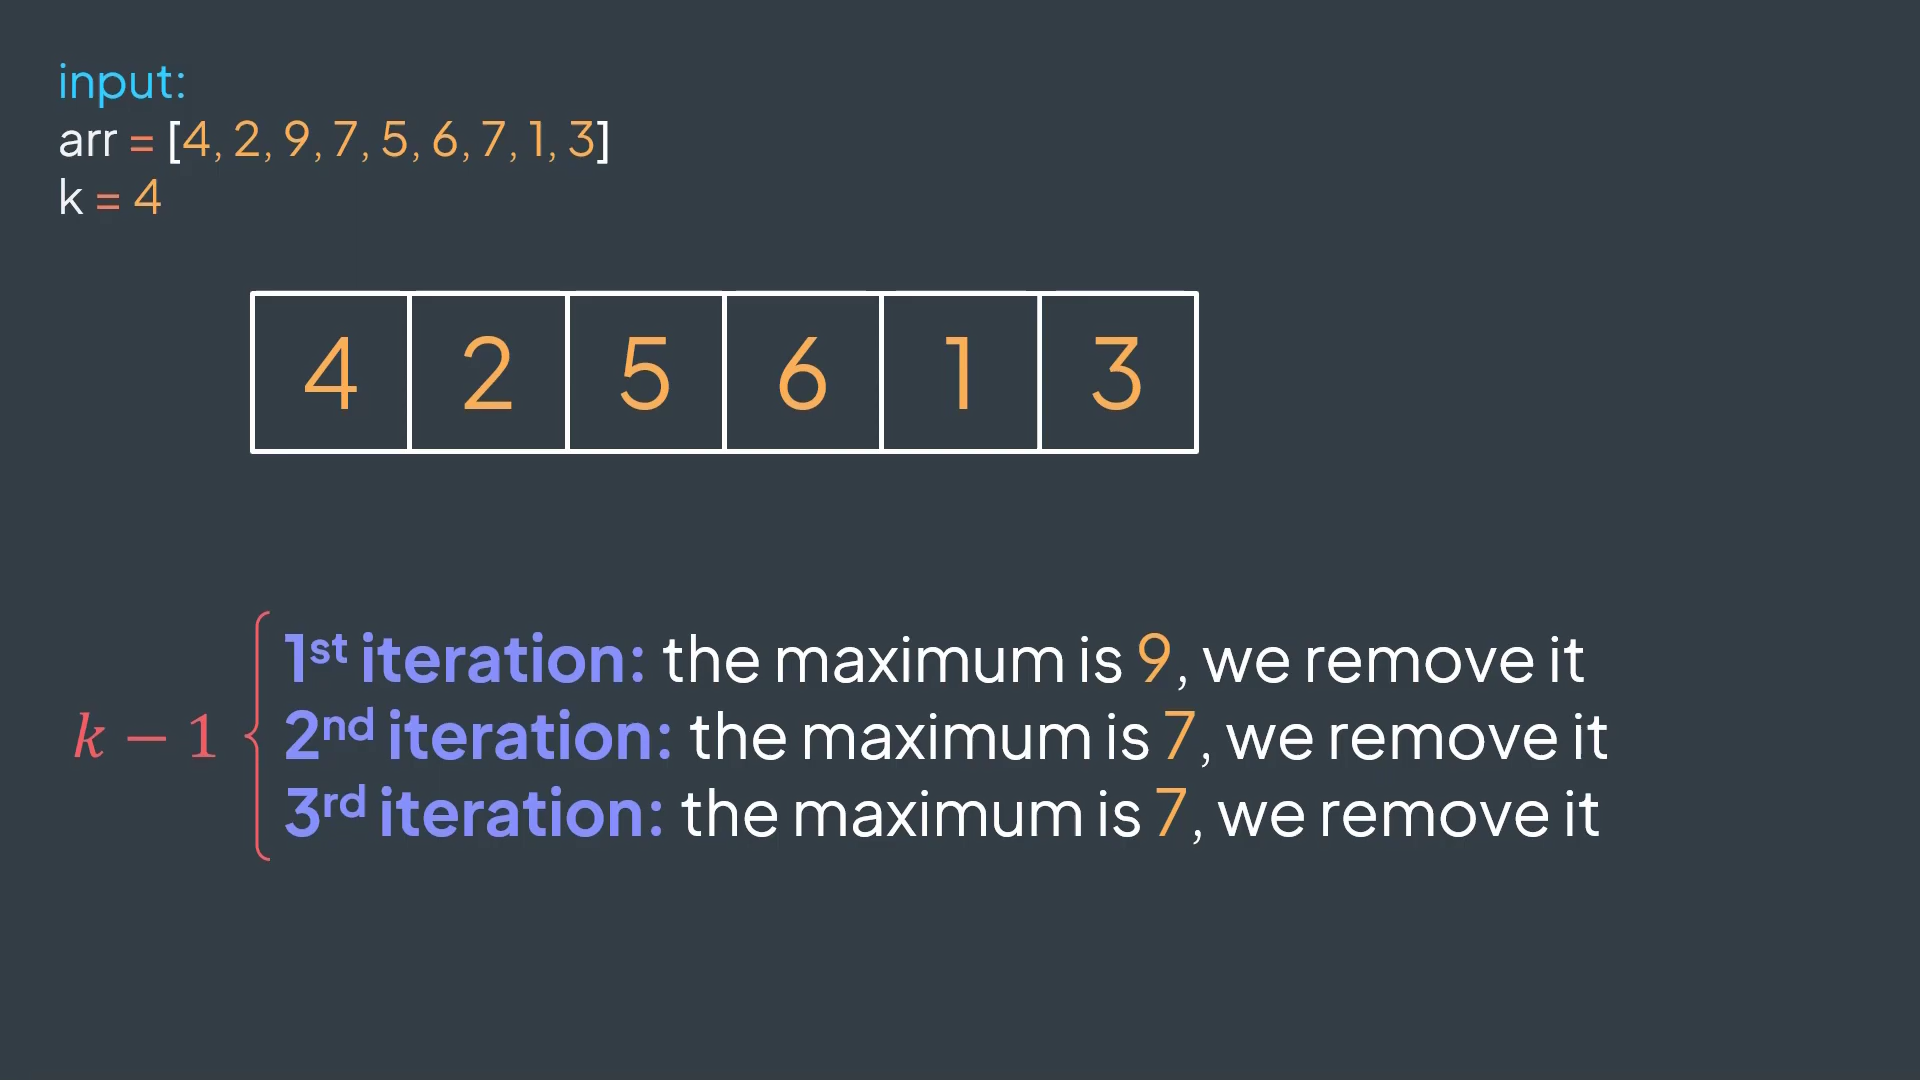 input:
arr = [4, 2, 9, 7, 5, 6, 7, 1, 3]
k = 4
4 2 5 6 1 3
1st iteration: the maximum is 9, we remove it
2nd iteration: the maximum is 7, we remove it
k − 1
3rd iteration: the maximum is 7, we remove it